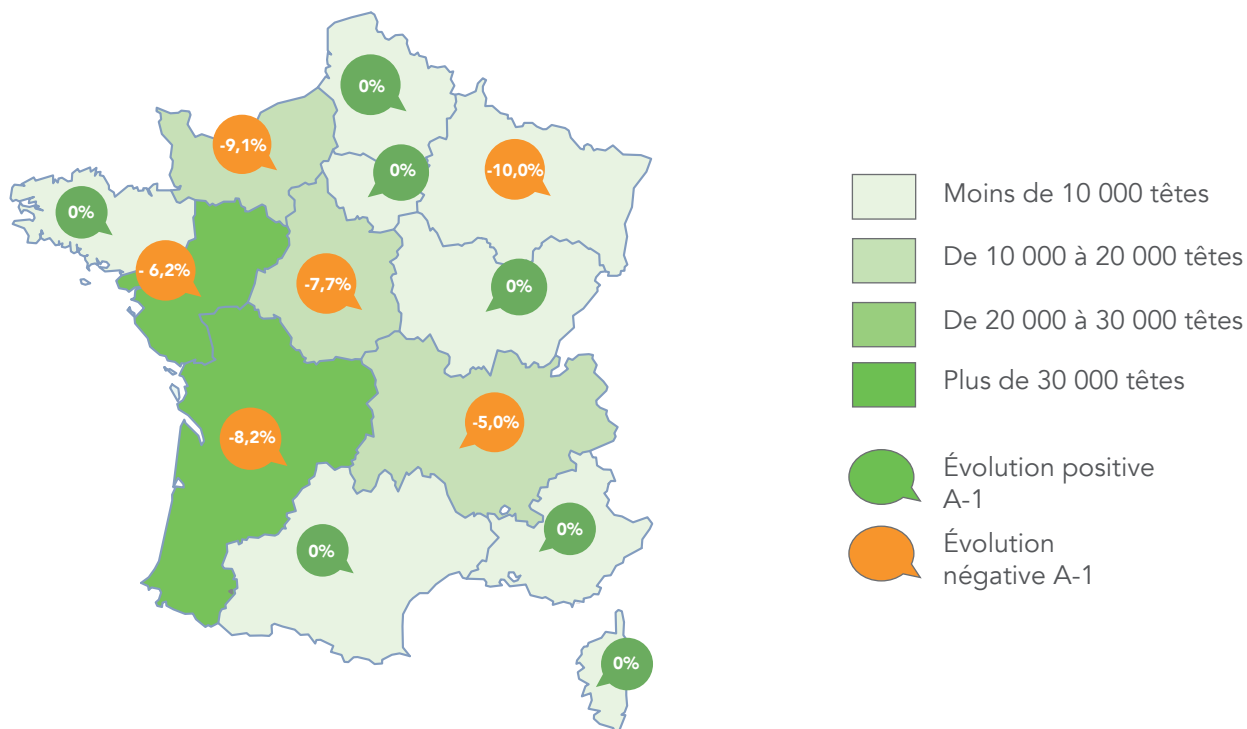 0%
-9,1%
0%
-10,0%
0%
- 6,2%
-7,7%
0%
-8,2%
-5,0%
0%
0%
0%
Moins de 10 000 têtes
De 10 000 à 20 000 têtes
De 20 000 à 30 000 têtes
Plus de 30 000 têtes
Évolution positive
A-1
Évolution
négative A-1